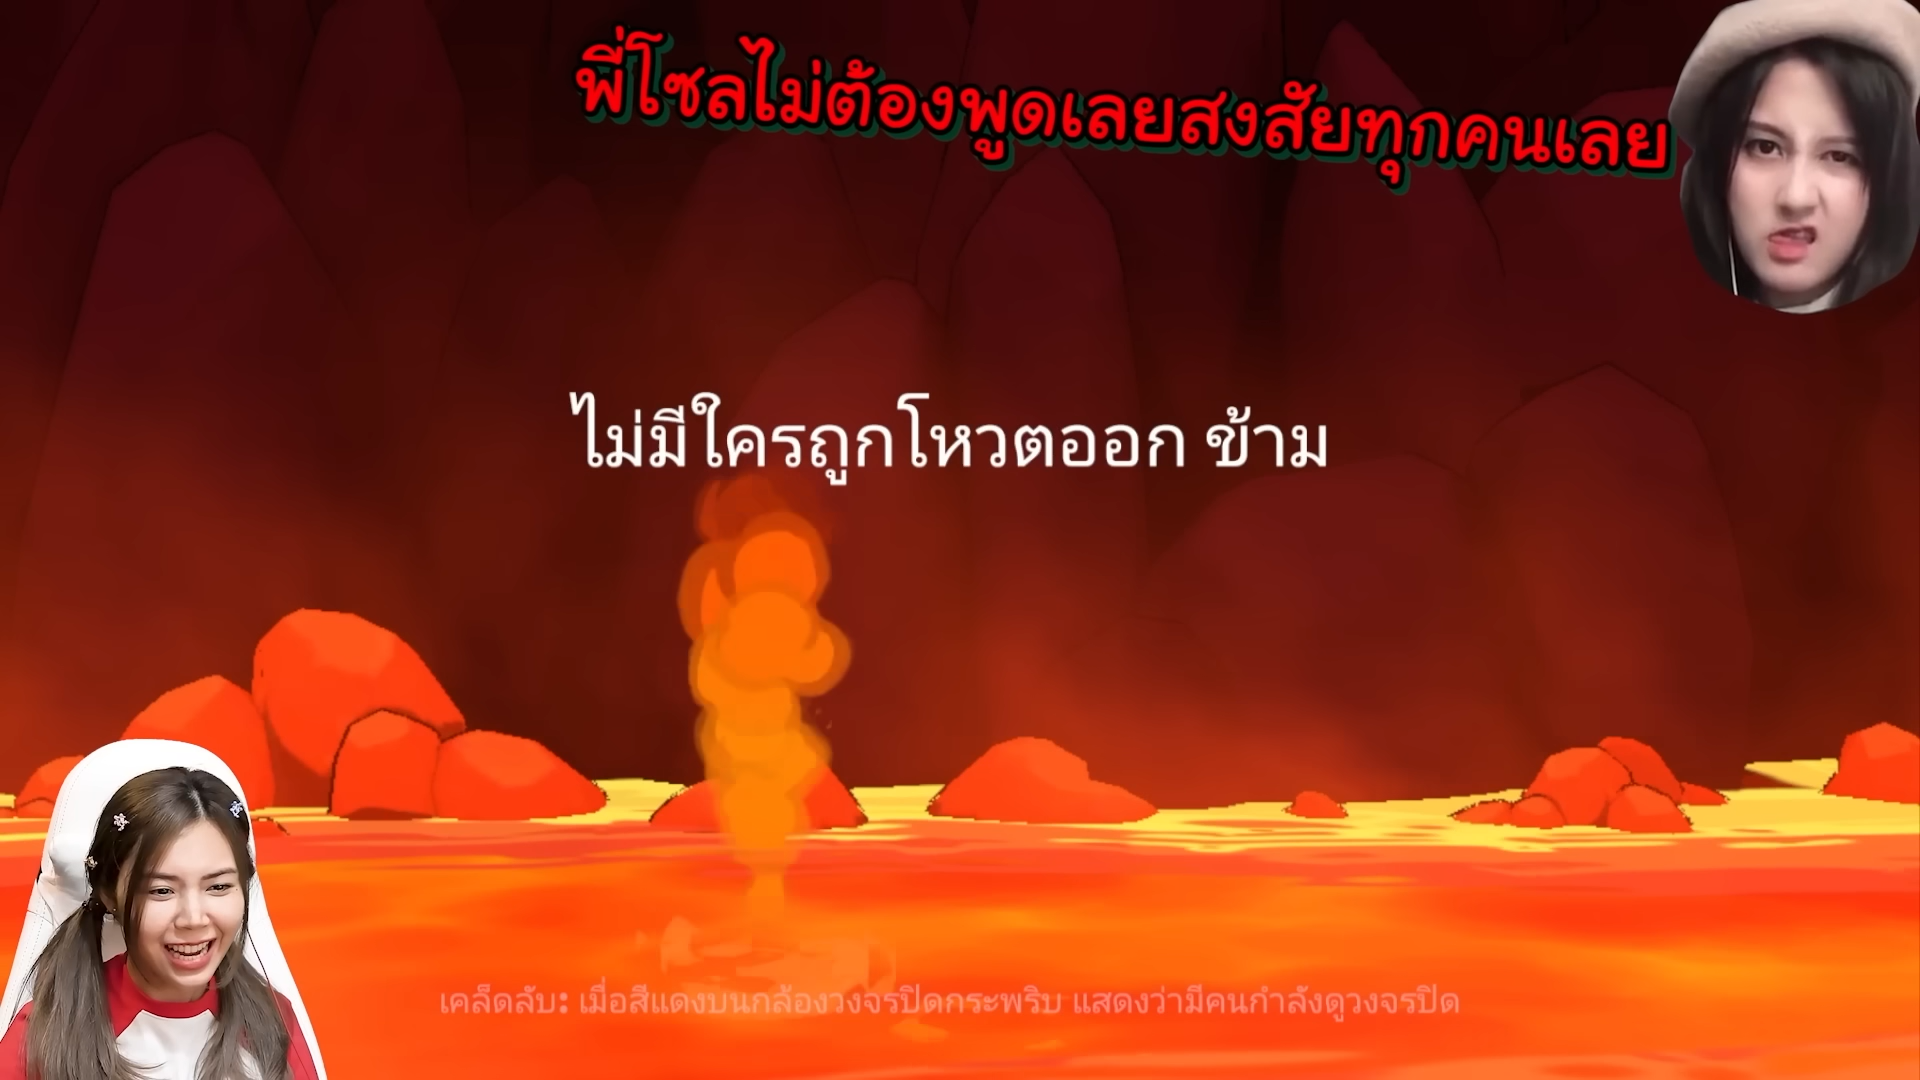 พี่โซลไม่ต้องพูดเลยสงสัยทุกคนเลย
ไม่มีใครถูกโหวตออก ข้าม
เคล็ดลับ: เมื่อสีแดงบนกล้องวงจรปิดกระพริบ แสดงว่ามีคนกำลังดูวงจรปิด